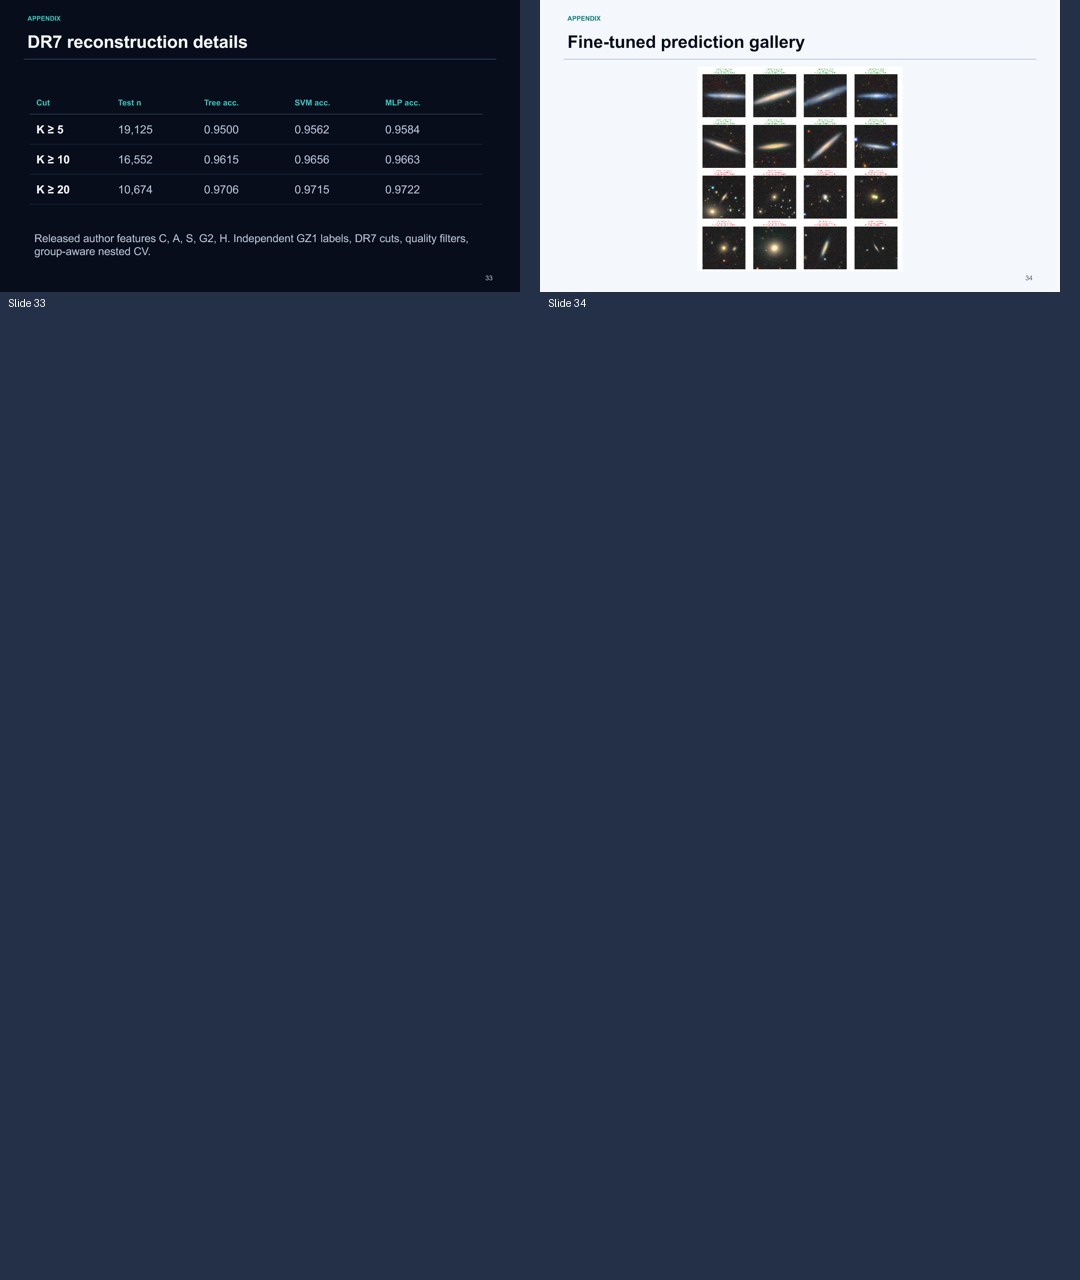 APPENDIX
DR7 reconstruction details
Cut Test n Tree acc. SVM acc. MLP acc.
K ≥ 5 19,125 0.9500 0.9562 0.9584
K ≥ 10 16,552 0.9615 0.9656 0.9663
K ≥ 20 10,674 0.9706 0.9715 0.9722
Released author features C, A, S, G2, H. Independent GZ1 labels, DR7 cuts, quality filters,
group-aware nested CV.
33
Slide 33
APPENDIX
Fine-tuned prediction gallery
34
Slide 34